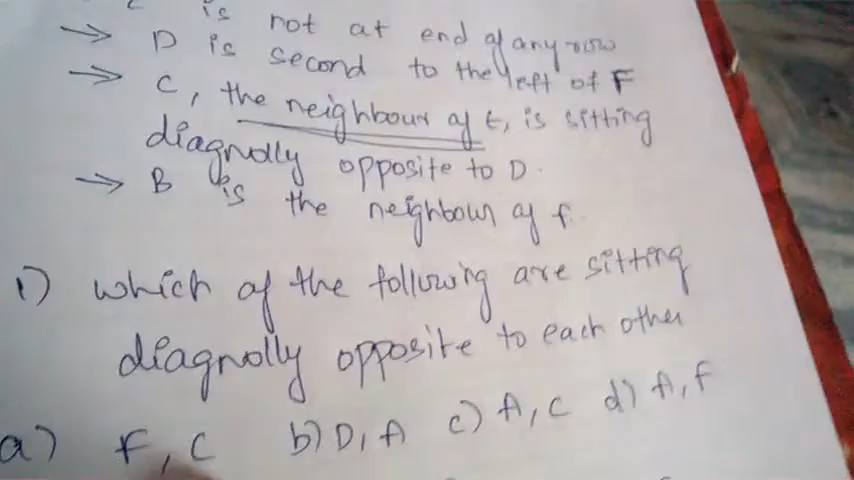 E is not at end of any row
→ D is second to the left of F
→ C, the neighbour of E, is sitting
diagnolly opposite to D.
→ B is the neighbour of F.
1) which of the following are sitting
diagnolly opposite to each other
a) F, C b) D, A c) A, C d) A, F